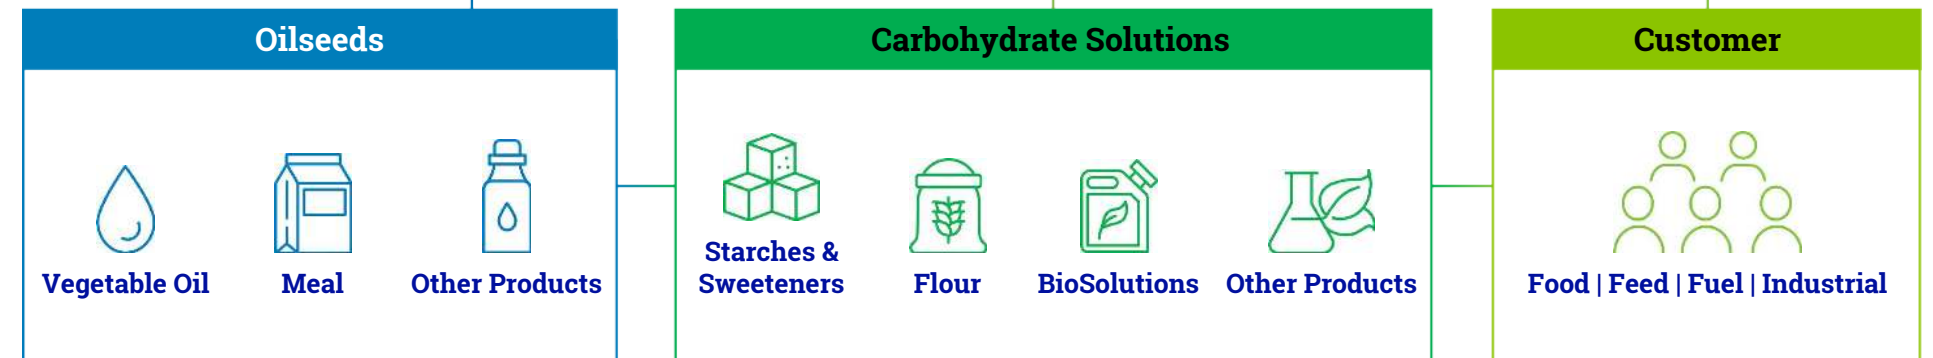 Oilseeds
Vegetable Oil
Meal
Other Products
Carbohydrate Solutions
Starches &
Sweeteners
Flour
BioSolutions
Other Products
Customer
Food | Feed | Fuel | Industrial